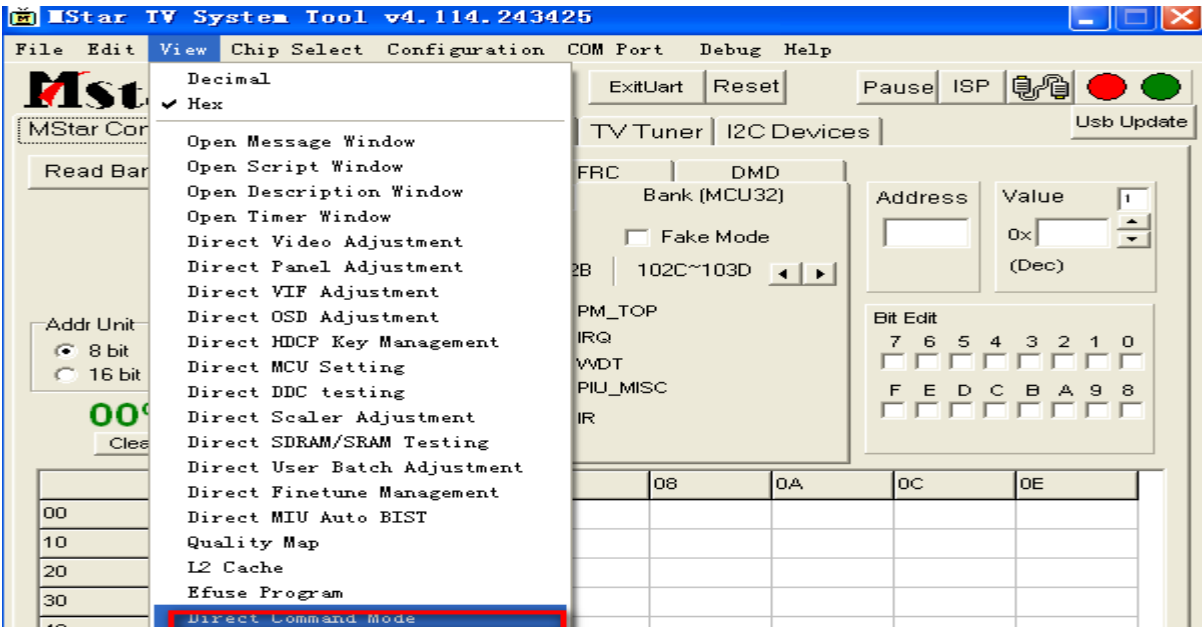 MStar TV System Tool v4.114.243425
File Edit View Chip Select Configuration COM Port Debug Help
Decimal
✓ Hex
Open Message Window
Open Script Window
Open Description Window
Open Timer Window
Direct Video Adjustment
Direct Panel Adjustment
Direct VIF Adjustment
Direct OSD Adjustment
Direct HDCP Key Management
Direct MCU Setting
Direct DDC testing
Direct Scaler Adjustment
Direct SDRAM/SRAM Testing
Direct User Batch Adjustment
Direct Finetune Management
Direct MIU Auto BIST
Quality Map
L2 Cache
Efuse Program
Direct Command Mode
MSt
ExitUart Reset Pause ISP
MStar Cor TV Tuner I2C Devices Usb Update
Read Ban FRC DMD
Bank (MCU32)
Fake Mode
2B 102C~103D
PM_TOP
IRQ
WDT
PIU_MISC
IR
Address Value 1
0x
(Dec)
Addr Unit
8 bit
16 bit
00
Clea
Bit Edit
7 6 5 4 3 2 1 0
F E D C B A 9 8
08 0A 0C 0E
00
10
20
30